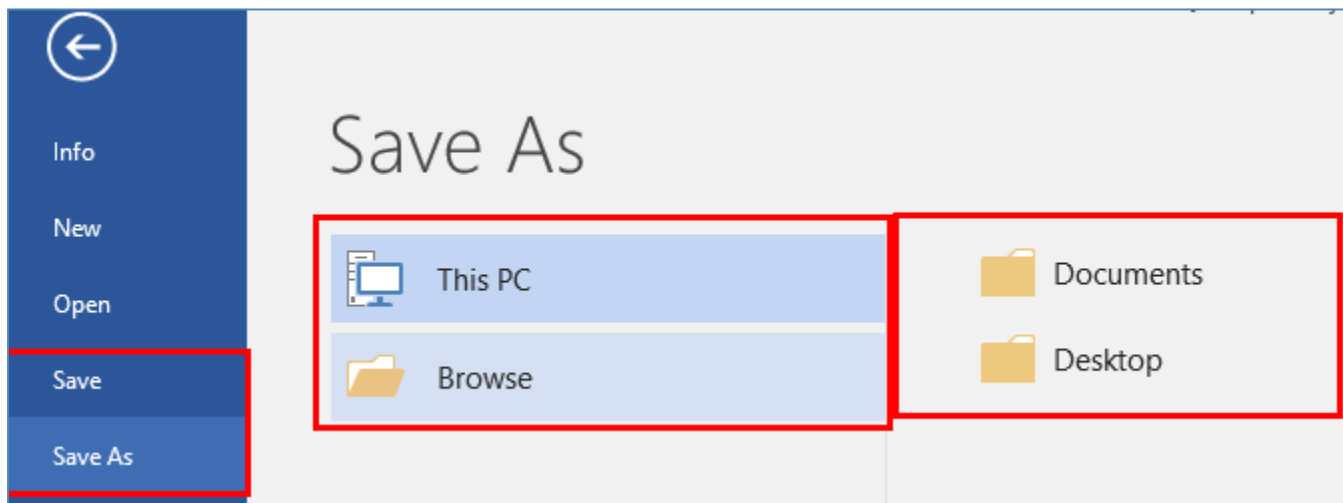 Info
New
Open
Save
Save As
Save As
This PC
Browse
Documents
Desktop